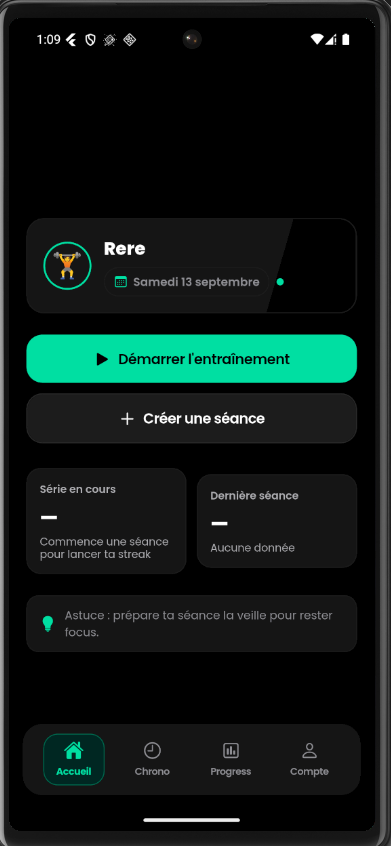 1:09
Rere
Samedi 13 septembre
Démarrer l'entraînement
Créer une séance
Série en cours
–
Commence une séance
pour lancer ta streak
Dernière séance
–
Aucune donnée
Astuce : prépare ta séance la veille pour rester
focus.
Accueil
Chrono
Progress
Compte